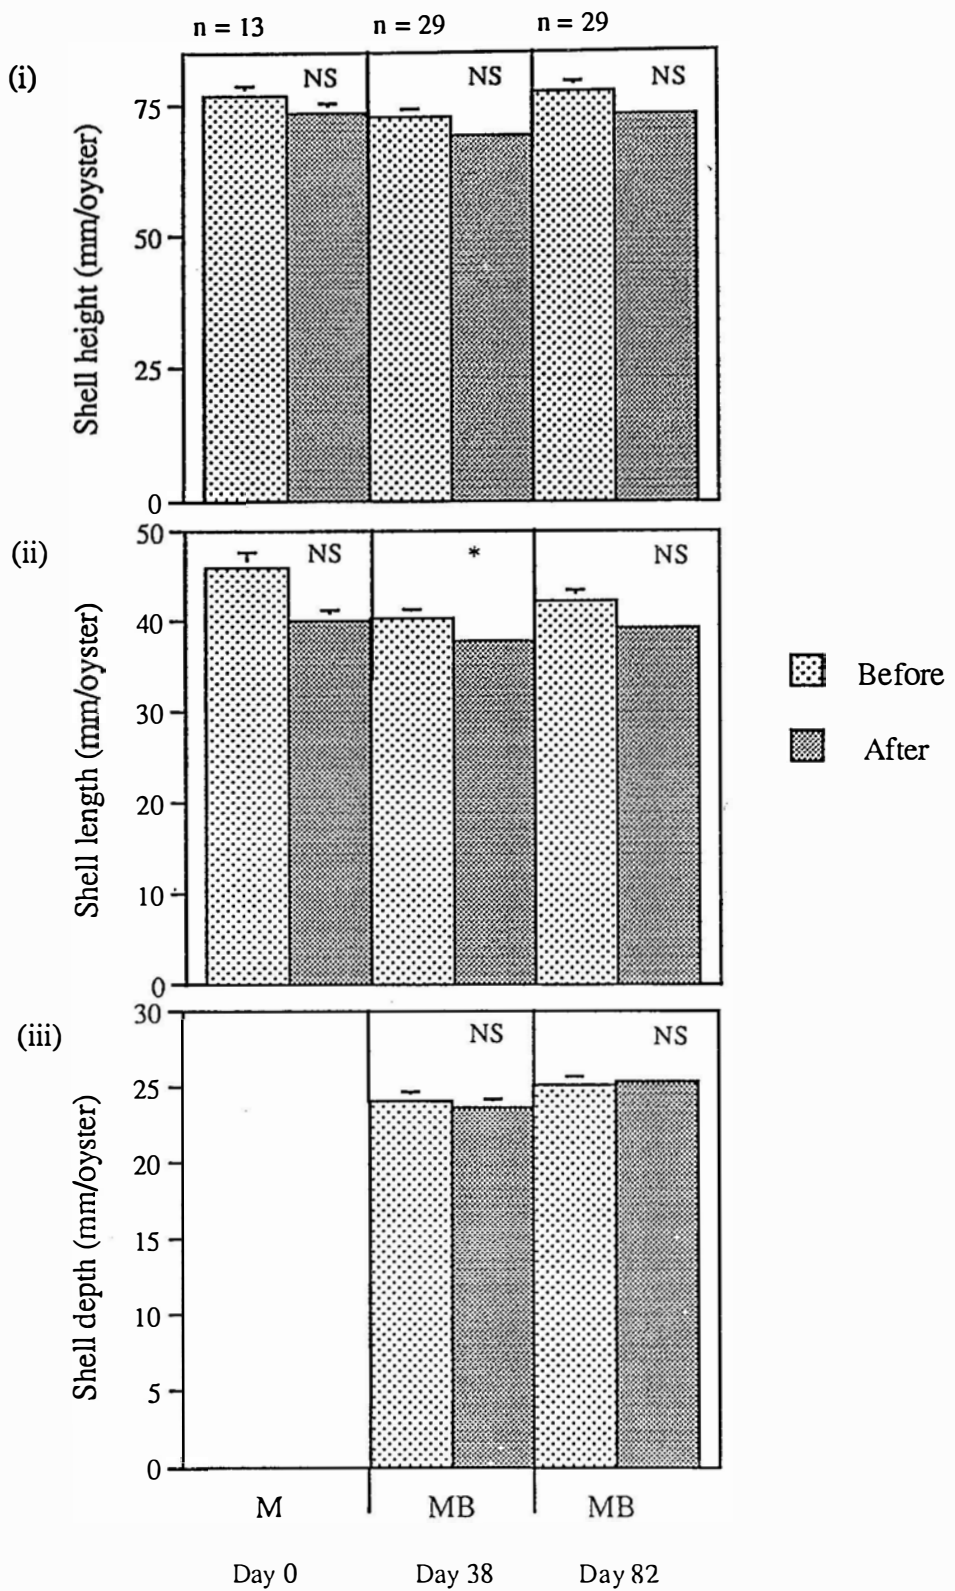 n = 13 n = 29 n = 29
(i)
NS NS NS
Shell height (mm/oyster)
75
50
25
0
(ii)
NS * NS
Shell length (mm/oyster)
50
40
30
20
10
0
Before
After
(iii)
NS NS
Shell depth (mm/oyster)
30
25
20
15
10
5
0
M MB MB
Day 0 Day 38 Day 82